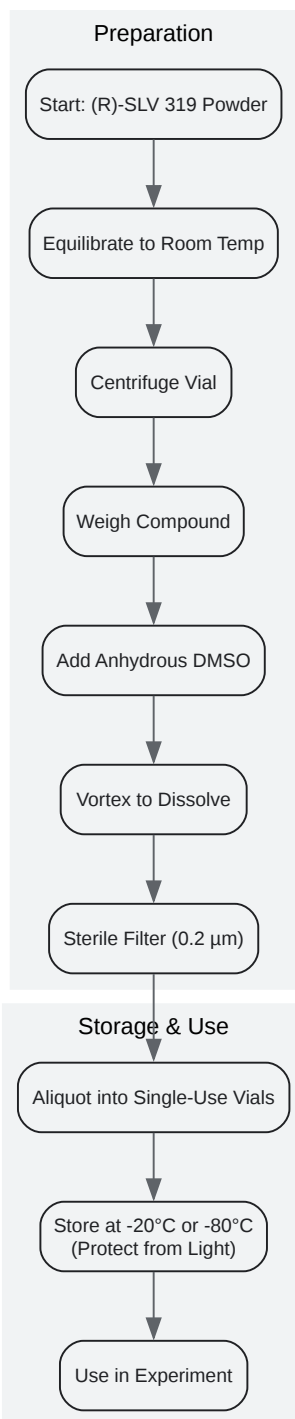 Preparation
Start: (R)-SLV 319 Powder
Equilibrate to Room Temp
Centrifuge Vial
Weigh Compound
Add Anhydrous DMSO
Vortex to Dissolve
Sterile Filter (0.2 µm)
Storage & Use
Aliquot into Single-Use Vials
Store at -20°C or -80°C
(Protect from Light)
Use in Experiment